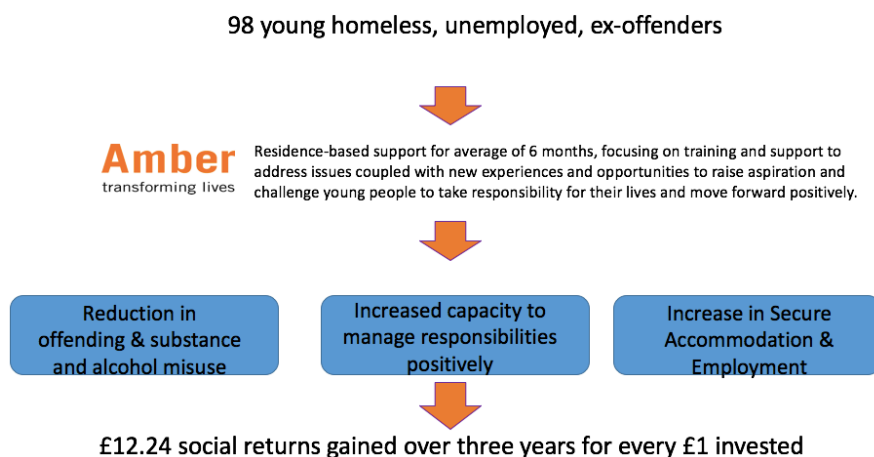 98 young homeless, unemployed, ex-offenders
Amber
transforming lives
Residence-based support for average of 6 months, focusing on training and support to
address issues coupled with new experiences and opportunities to raise aspiration and
challenge young people to take responsibility for their lives and move forward positively.
Reduction in
offending & substance
and alcohol misuse
Increased capacity to
manage responsibilities
positively
Increase in Secure
Accommodation &
Employment
£12.24 social returns gained over three years for every £1 invested